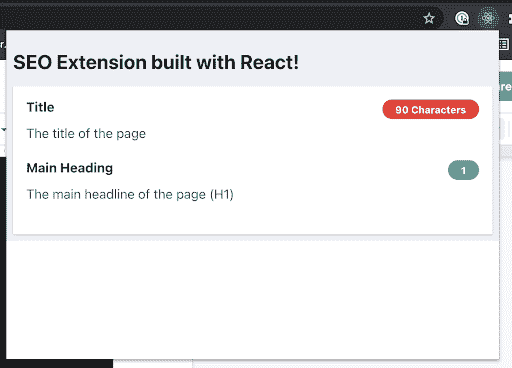 SEO Extension built with React!
Title
90 Characters
The title of the page
Main Heading
1
The main headline of the page (H1)